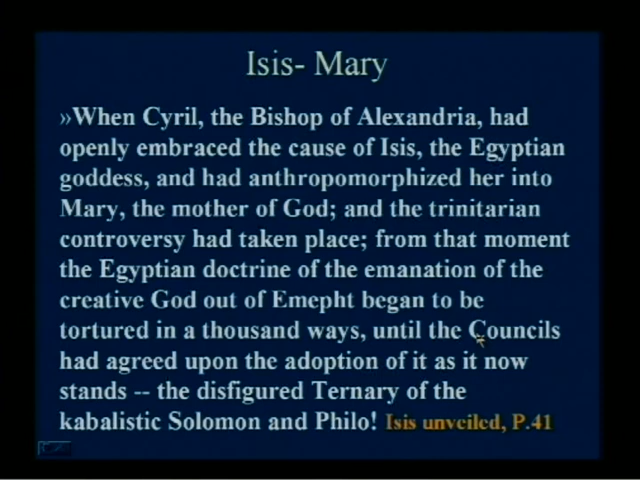 Isis- Mary
»When Cyril, the Bishop of Alexandria, had
openly embraced the cause of Isis, the Egyptian
goddess, and had anthropomorphized her into
Mary, the mother of God; and the trinitarian
controversy had taken place; from that moment
the Egyptian doctrine of the emanation of the
creative God out of Emepht began to be
tortured in a thousand ways, until the Councils
had agreed upon the adoption of it as it now
stands -- the disfigured Ternary of the
kabalistic Solomon and Philo! Isis unveiled, P.41